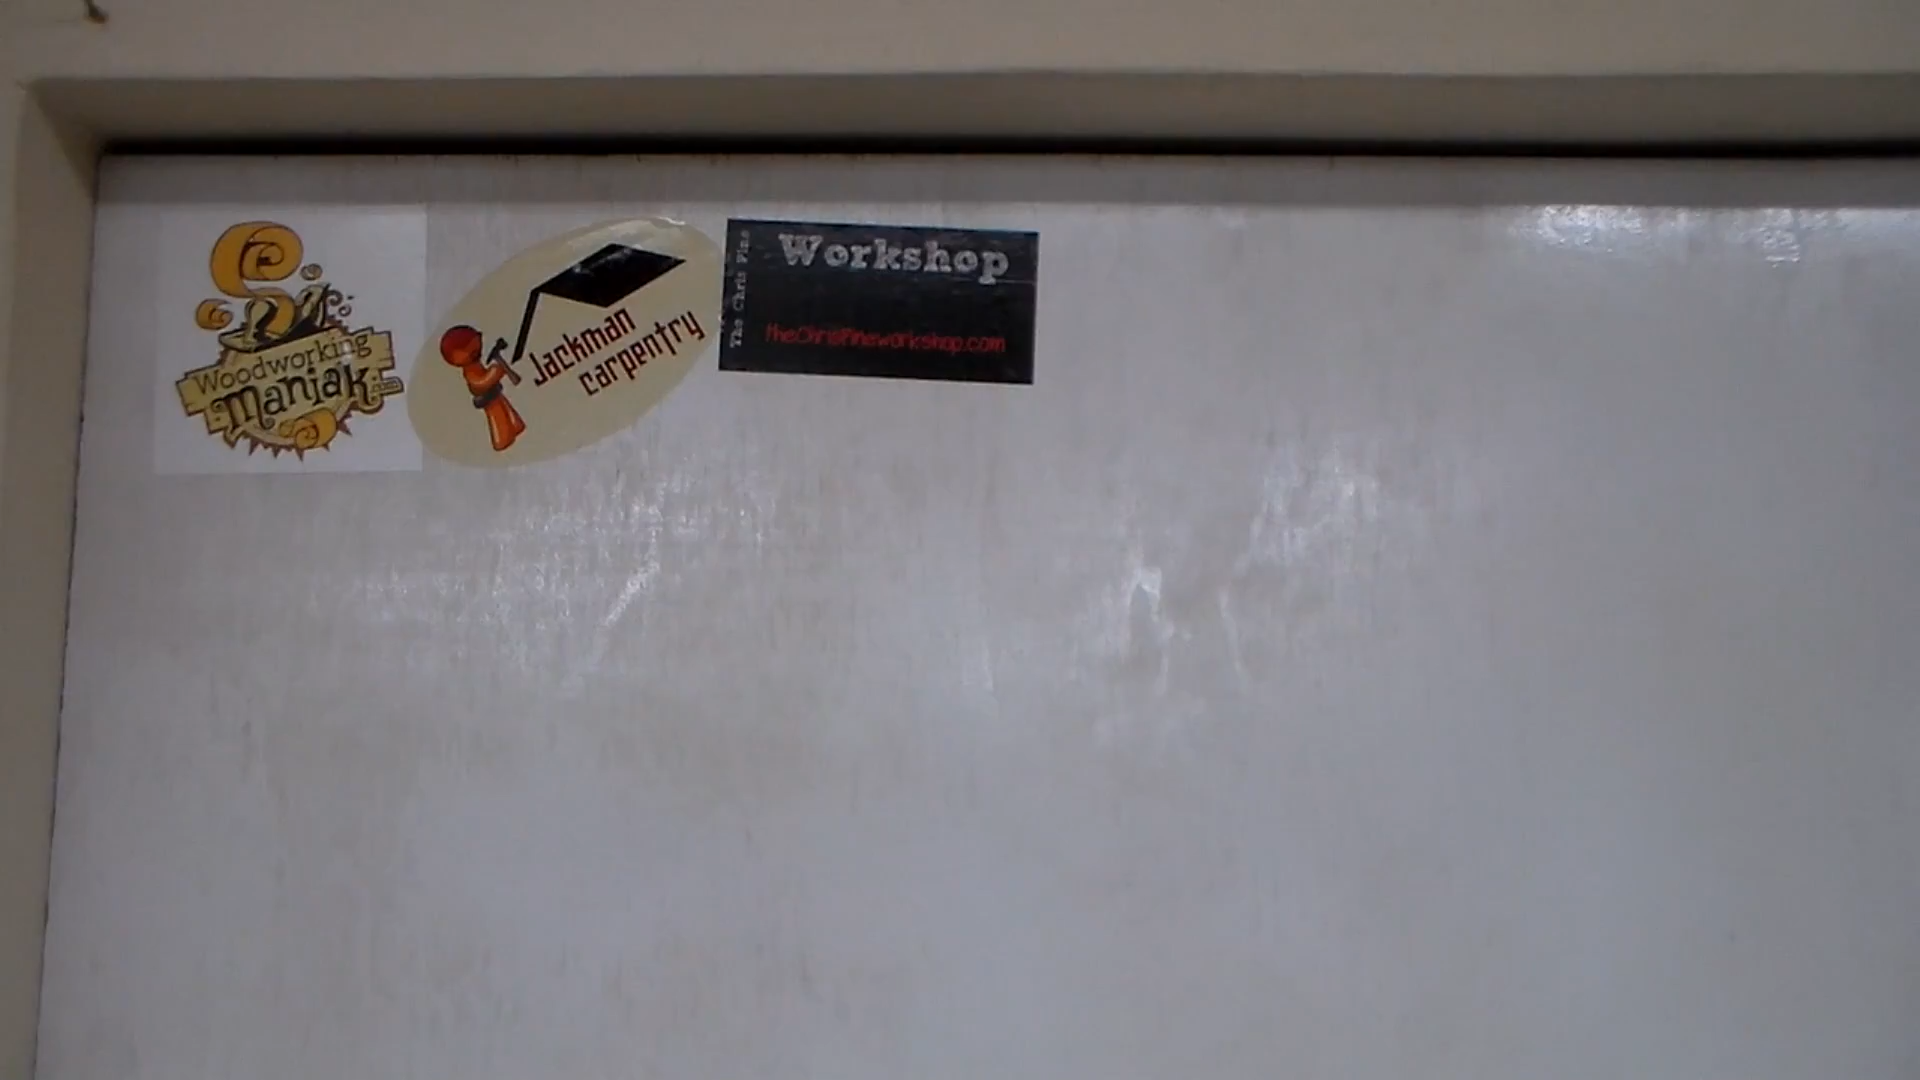 Woodworking
Maniak.com
Jackman
carpentry
The Chris Pine
Workshop
theChrisPineworkshop.com